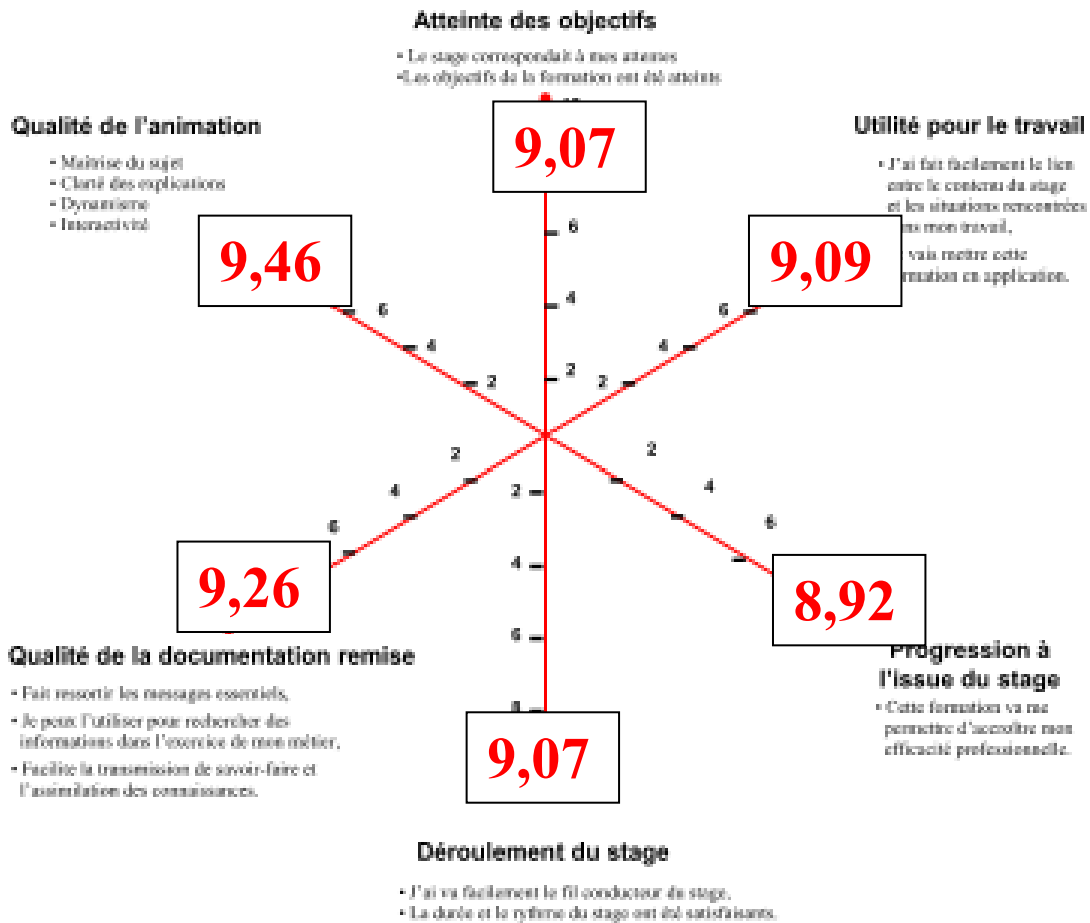 Atteinte des objectifs
• Le stage correspondait à mes attentes
•Les objectifs de la formation ont été atteints
9,07
6
4
2
Utilité pour le travail
• J'ai fait facilement le lien
entre le contenu du stage
et les situations rencontrées
mon travail.
vais mettre cette
en application.
9,09
6
4
2
2
4
6
8,92
Progression à
l'issue du stage
• Cette formation va me
permettre d'accroître mon
efficacité professionnelle.
2
4
6
9,07
Déroulement du stage
• J'ai vu facilement le fil conducteur du stage.
• La durée et le rythme du stage ont été satisfaisants.
2
4
6
9,26
Qualité de la documentation remise
• Fait ressortir les messages essentiels.
• Je peux l'utiliser pour rechercher des
informations dans l'exercice de mon métier.
• Facilite la transmission de savoir-faire et
l'assimilation des connaissances.
Qualité de l'animation
• Maîtrise du sujet
• Clarté des explications
• Dynamisme
• Interactivité
9,46
6
4
2